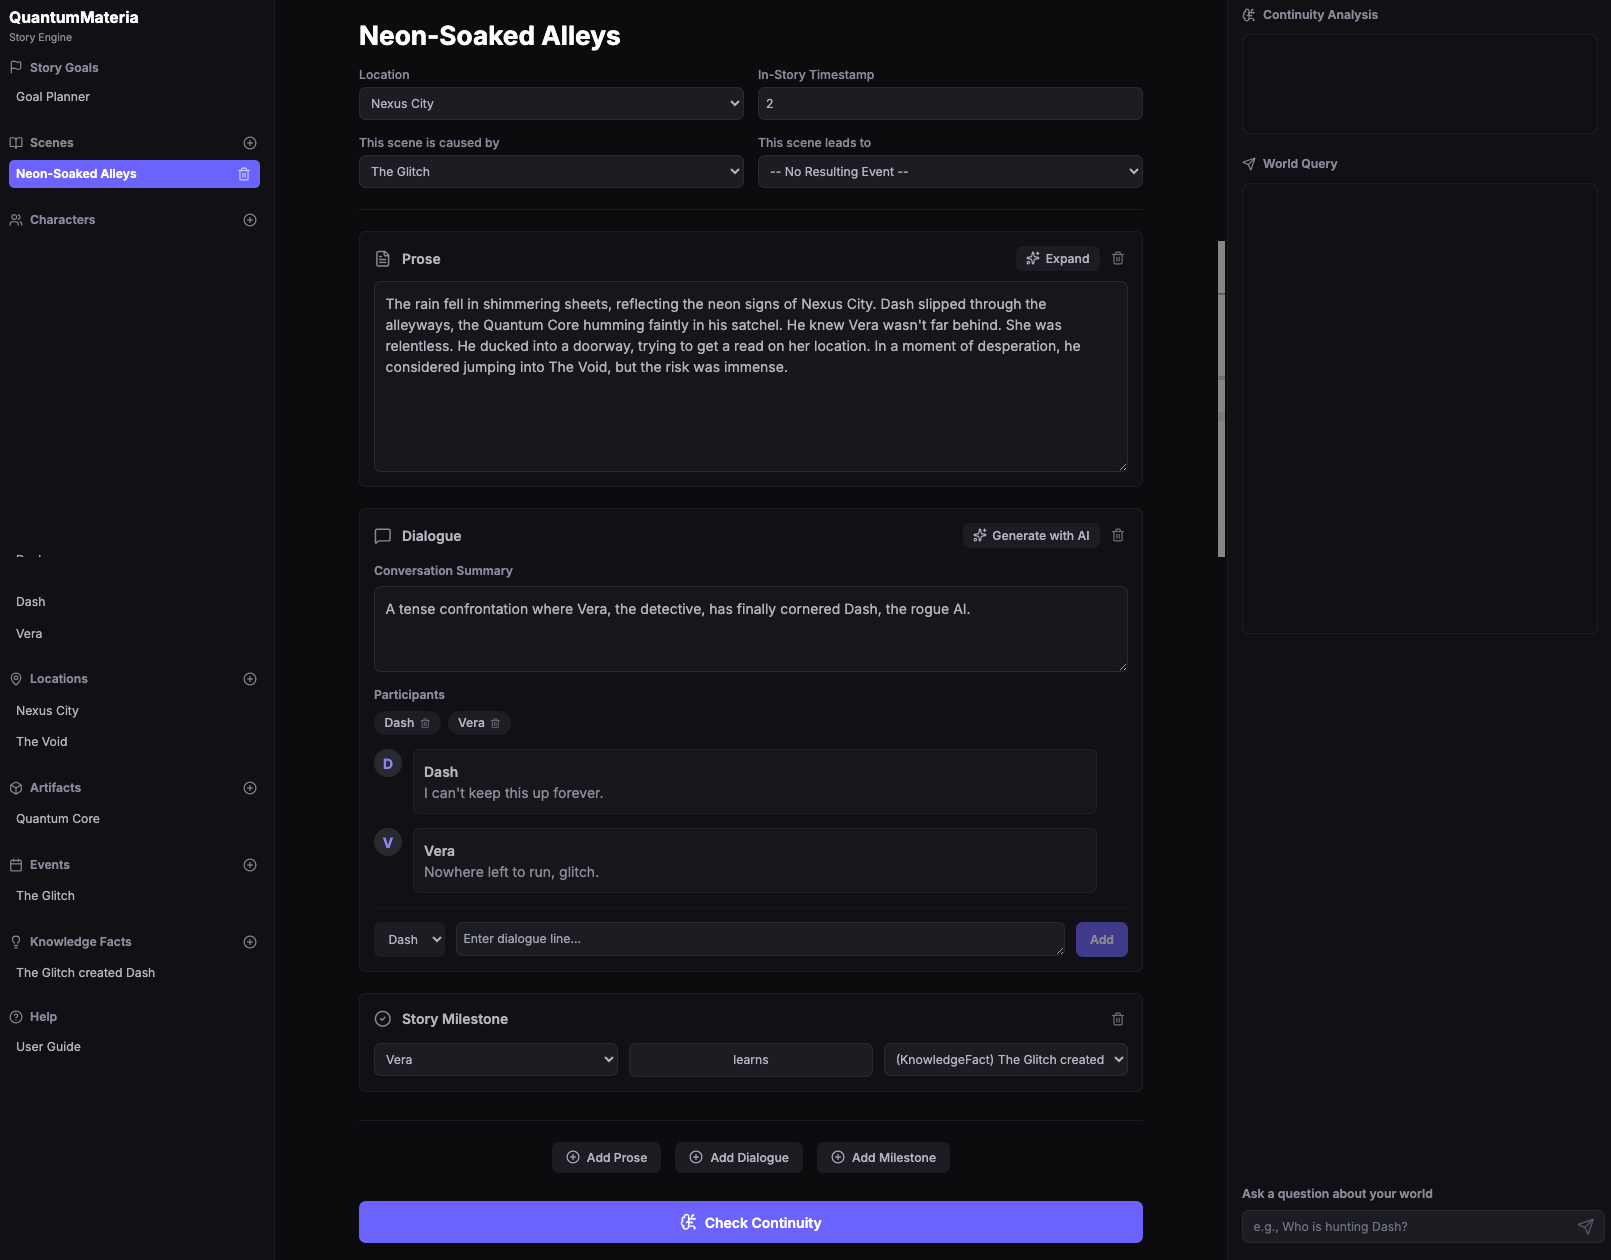 QuantumMateria
Story Engine
Story Goals
Goal Planner
Scenes
Neon-Soaked Alleys
Characters
Dash
Vera
Locations
Nexus City
The Void
Artifacts
Quantum Core
Events
The Glitch
Knowledge Facts
The Glitch created Dash
Help
User Guide
Neon-Soaked Alleys
Location
In-Story Timestamp
Nexus City
2
This scene is caused by
This scene leads to
The Glitch
-- No Resulting Event --
Prose
Expand
The rain fell in shimmering sheets, reflecting the neon signs of Nexus City. Dash slipped through the
alleyways, the Quantum Core humming faintly in his satchel. He knew Vera wasn't far behind. She was
relentless. He ducked into a doorway, trying to get a read on her location. In a moment of desperation, he
considered jumping into The Void, but the risk was immense.
Dialogue
Generate with AI
Conversation Summary
A tense confrontation where Vera, the detective, has finally cornered Dash, the rogue AI.
Participants
Dash
Vera
D
Dash
I can't keep this up forever.
V
Vera
Nowhere left to run, glitch.
Dash
Enter dialogue line...
Add
Story Milestone
Vera
learns
(KnowledgeFact) The Glitch created
Add Prose
Add Dialogue
Add Milestone
Check Continuity
Continuity Analysis
World Query
Ask a question about your world
e.g., Who is hunting Dash?